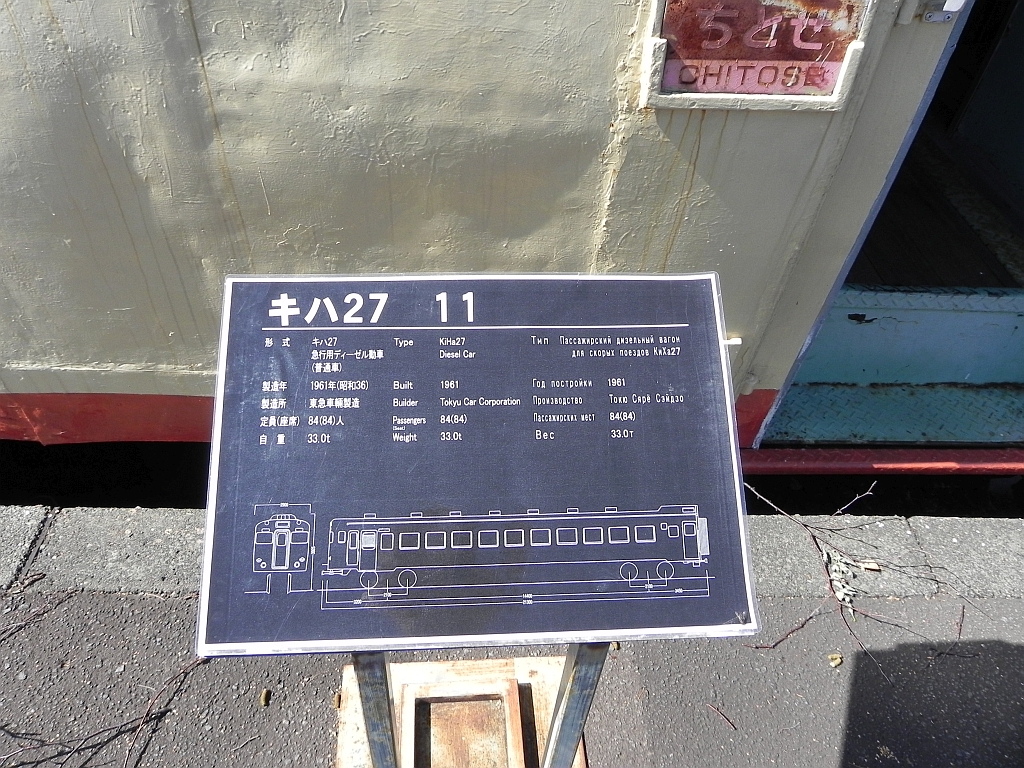 ちとせ
CHITOSE
キハ27 11
形 式 キハ27 Type KiHa27 Тип Пассажирский дизельный вагон
急行用ディーゼル動車 Diesel Car для скорых поездов КиХа27
(普通車)
製造年 1961年(昭和36) Built 1961 Год постройки 1961
製造所 東急車輛製造 Builder Tokyu Car Corporation Производство Токю Сярё Сэйдзо
定員(座席) 84(84)人 Passengers 84(84) Пассажирских мест 84(84)
(Seat)
自 重 33.0t Weight 33.0t Вес 33.0т